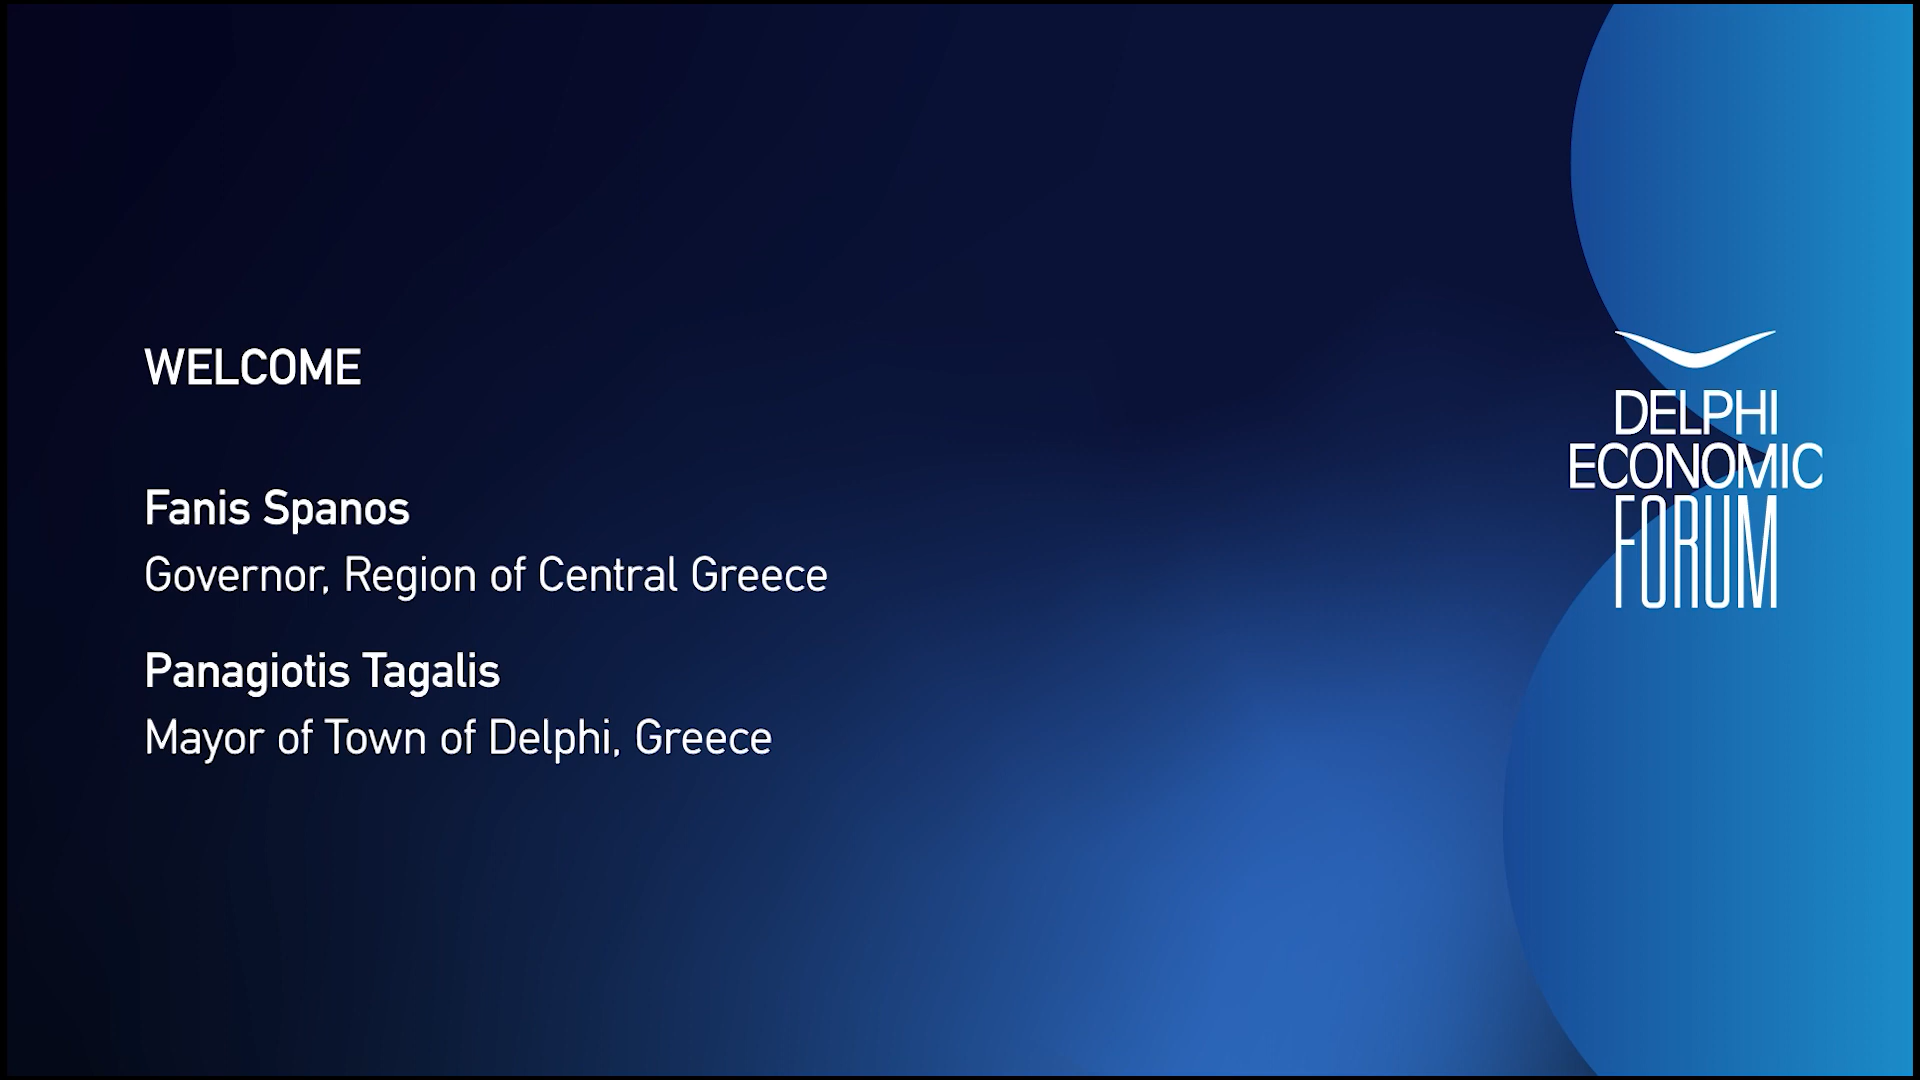 WELCOME
Fanis Spanos
Governor, Region of Central Greece
Panagiotis Tagalis
Mayor of Town of Delphi, Greece
DELPHI
ECONOMIC
FORUM